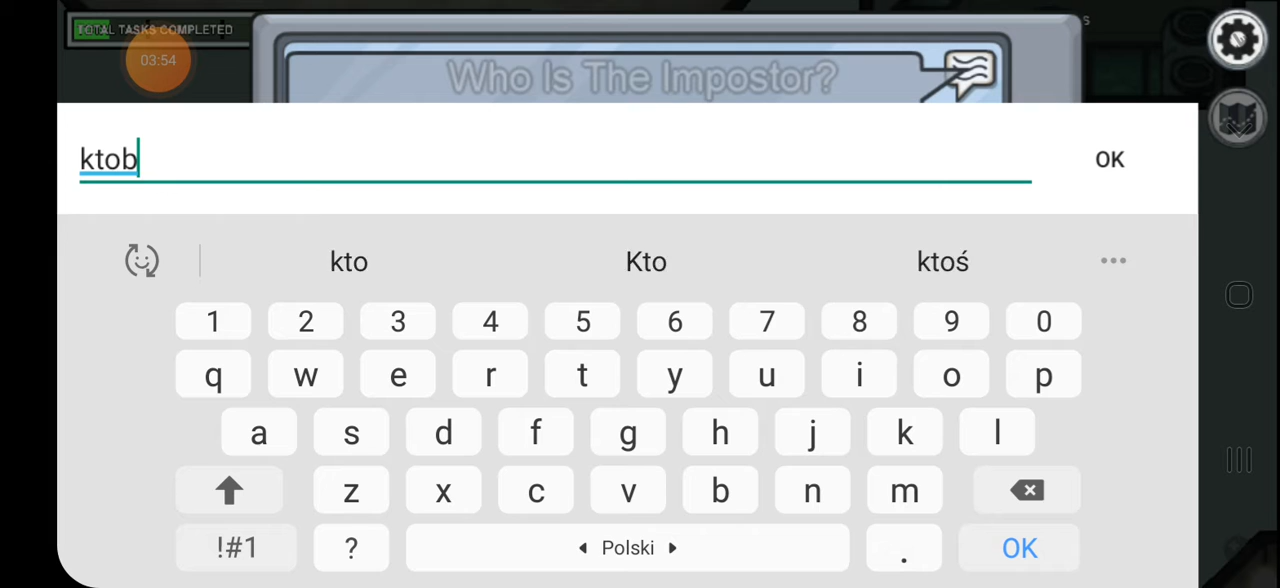 TOTAL TASKS COMPLETED
s
03:54
Who Is The Impostor?
ktob
OK
kto Kto ktoś
1 2 3 4 5 6 7 8 9 0
q w e r t y u i o p
a s d f g h j k l
z x c v b n m
!#1 ? Polski . OK